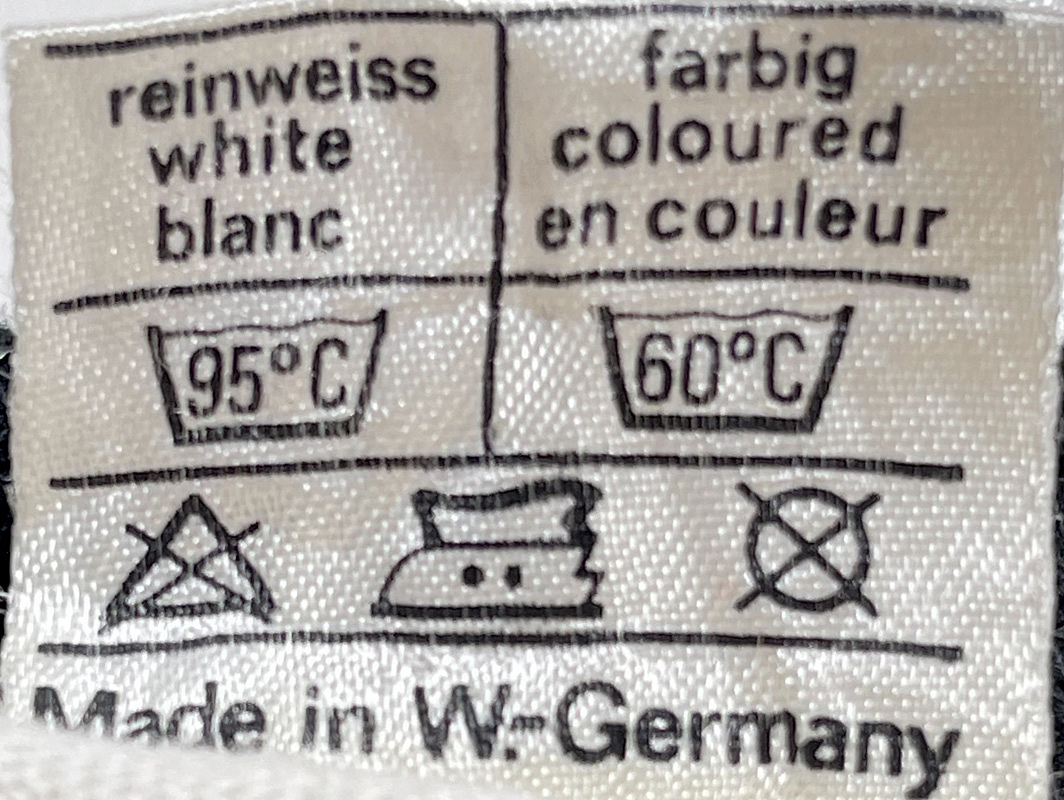 reinweiss
white
blanc
farbig
coloured
en couleur
95°C
60°C
Made in W.-Germany